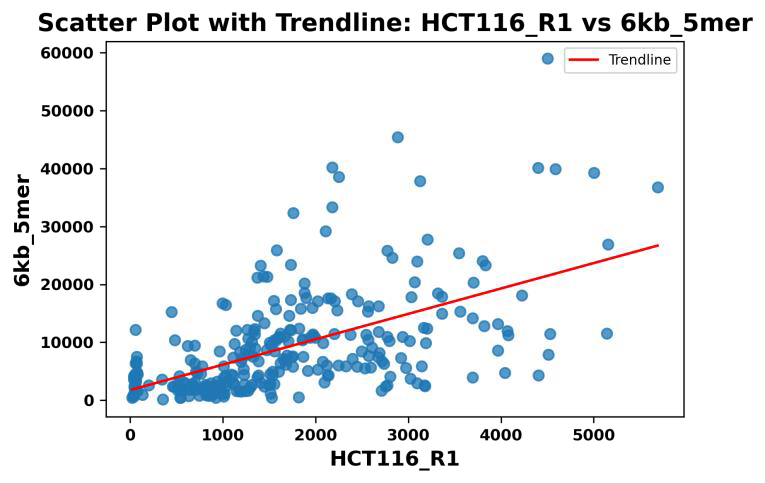 Scatter Plot with Trendline: HCT116_R1 vs 6kb_5mer
Trendline
60000
50000
40000
30000
20000
10000
0
6kb_5mer
0 1000 2000 3000 4000 5000
HCT116_R1